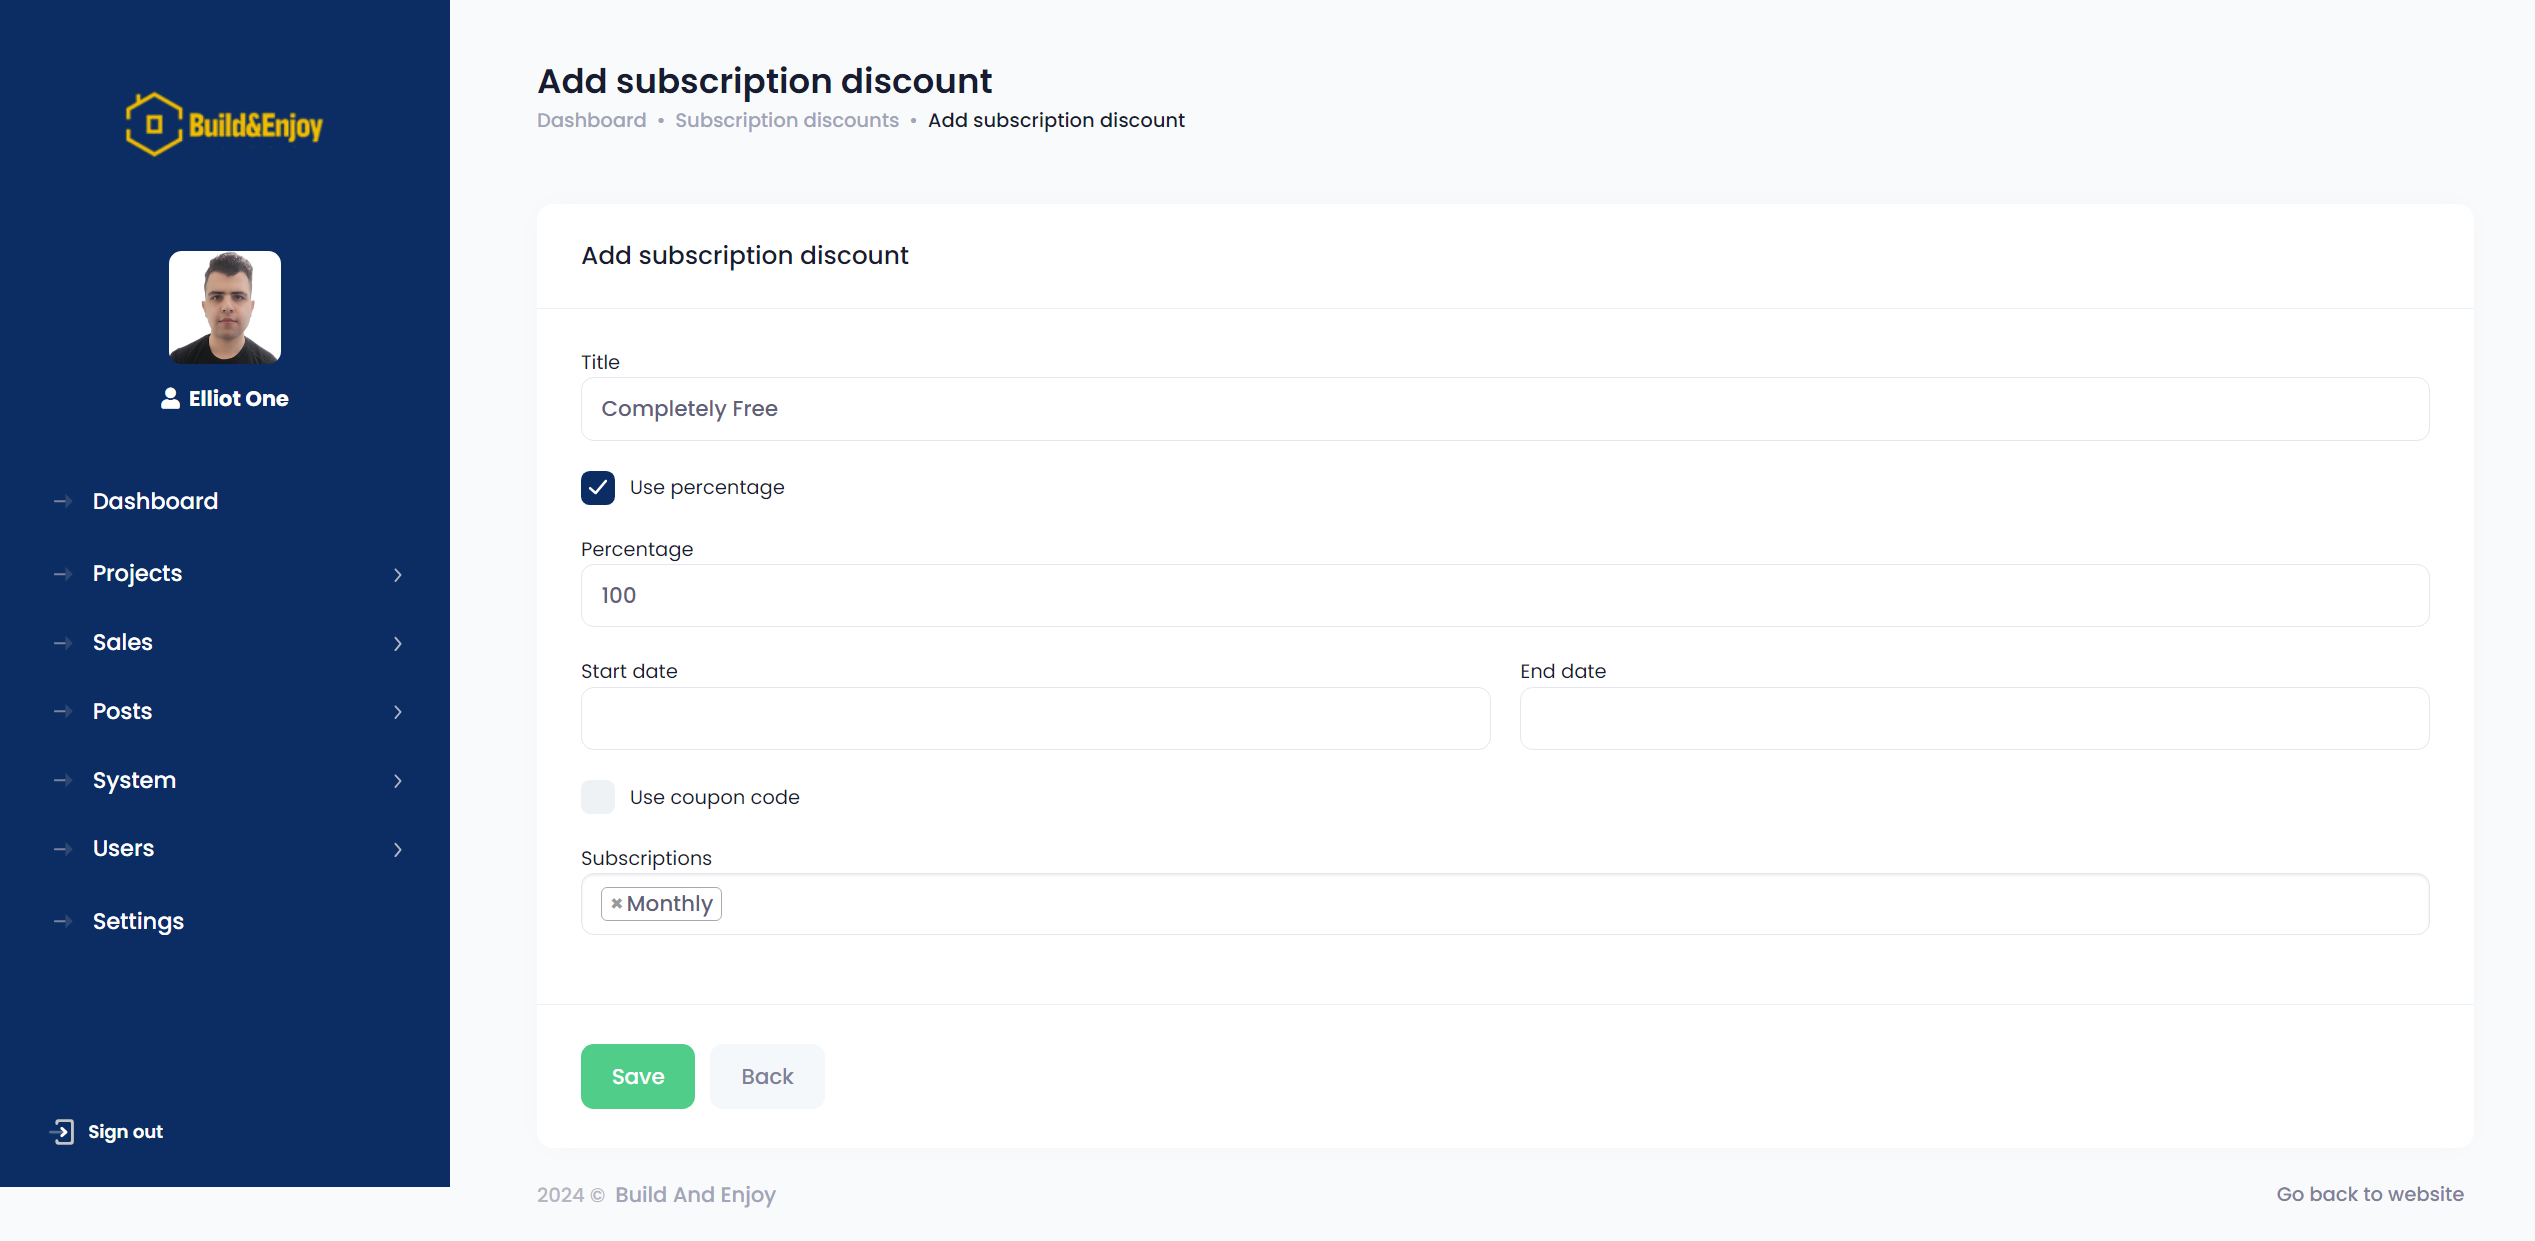 Build&Enjoy
Elliot One
Dashboard
Projects
Sales
Posts
System
Users
Settings
Sign out
Add subscription discount
Dashboard • Subscription discounts • Add subscription discount
Add subscription discount
Title
Completely Free
Use percentage
Percentage
100
Start date
End date
Use coupon code
Subscriptions
×Monthly
Save
Back
2024 © Build And Enjoy
Go back to website